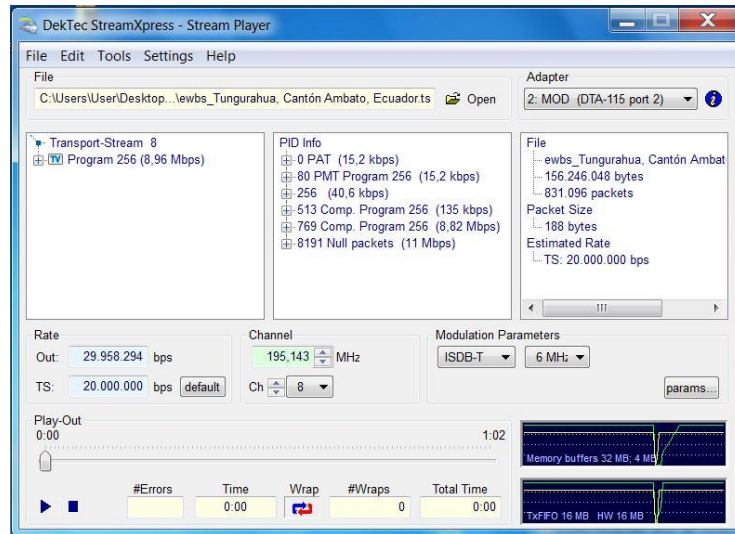 DekTec StreamXpress - Stream Player
File Edit Tools Settings Help
File
C:\Users\User\Desktop...\ewbs_Tungurahua, Cantón Ambato, Ecuador.ts
Open
Adapter
2: MOD (DTA-115 port 2)
Transport-Stream 8
TV Program 256 (8,96 Mbps)
PID Info
0 PAT (15,2 kbps)
80 PMT Program 256 (15,2 kbps)
256 (40,6 kbps)
513 Comp. Program 256 (135 kbps)
769 Comp. Program 256 (8,82 Mbps)
8191 Null packets (11 Mbps)
File
ewbs_Tungurahua, Cantón Ambat
156.246.048 bytes
831.096 packets
Packet Size
188 bytes
Estimated Rate
TS: 20.000.000 bps
Rate
Out: 29.958.294 bps
TS: 20.000.000 bps default
Channel
195,143 MHz
Ch 8
Modulation Parameters
ISDB-T 6 MHz
params...
Play-Out
0:00 1:02
#Errors Time Wrap #Wraps Total Time
0:00 0 0:00
Memory buffers 32 MB; 4 MB
TxFIFO 16 MB HW 16 MB